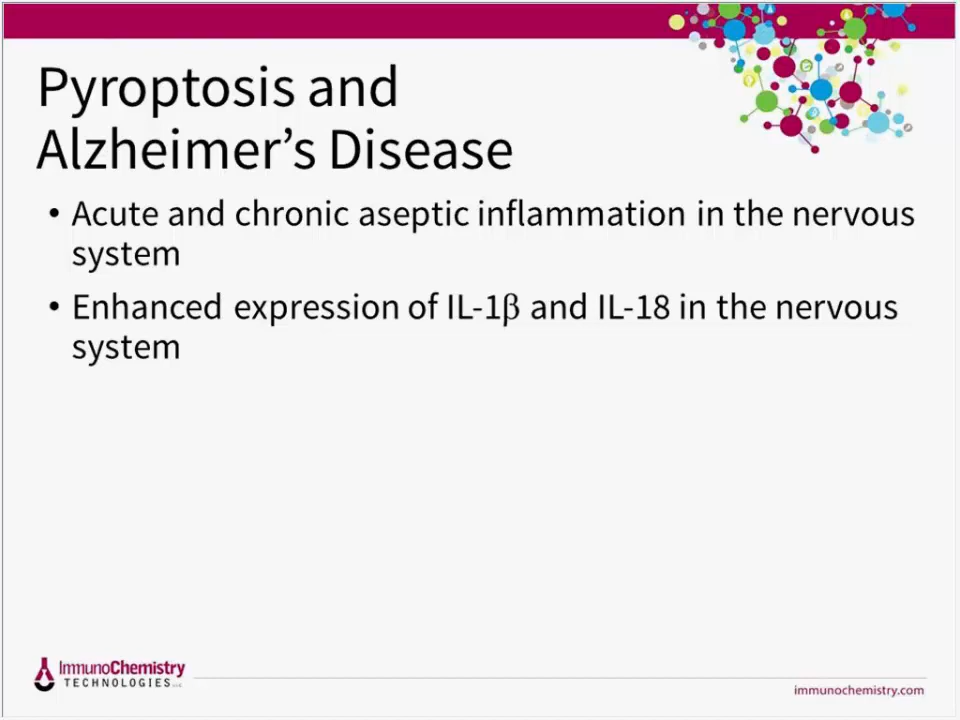 Pyroptosis and
Alzheimer’s Disease
• Acute and chronic aseptic inflammation in the nervous
system
• Enhanced expression of IL-1β and IL-18 in the nervous
system
ImmunoChemistry
TECHNOLOGIES
immunochemistry.com